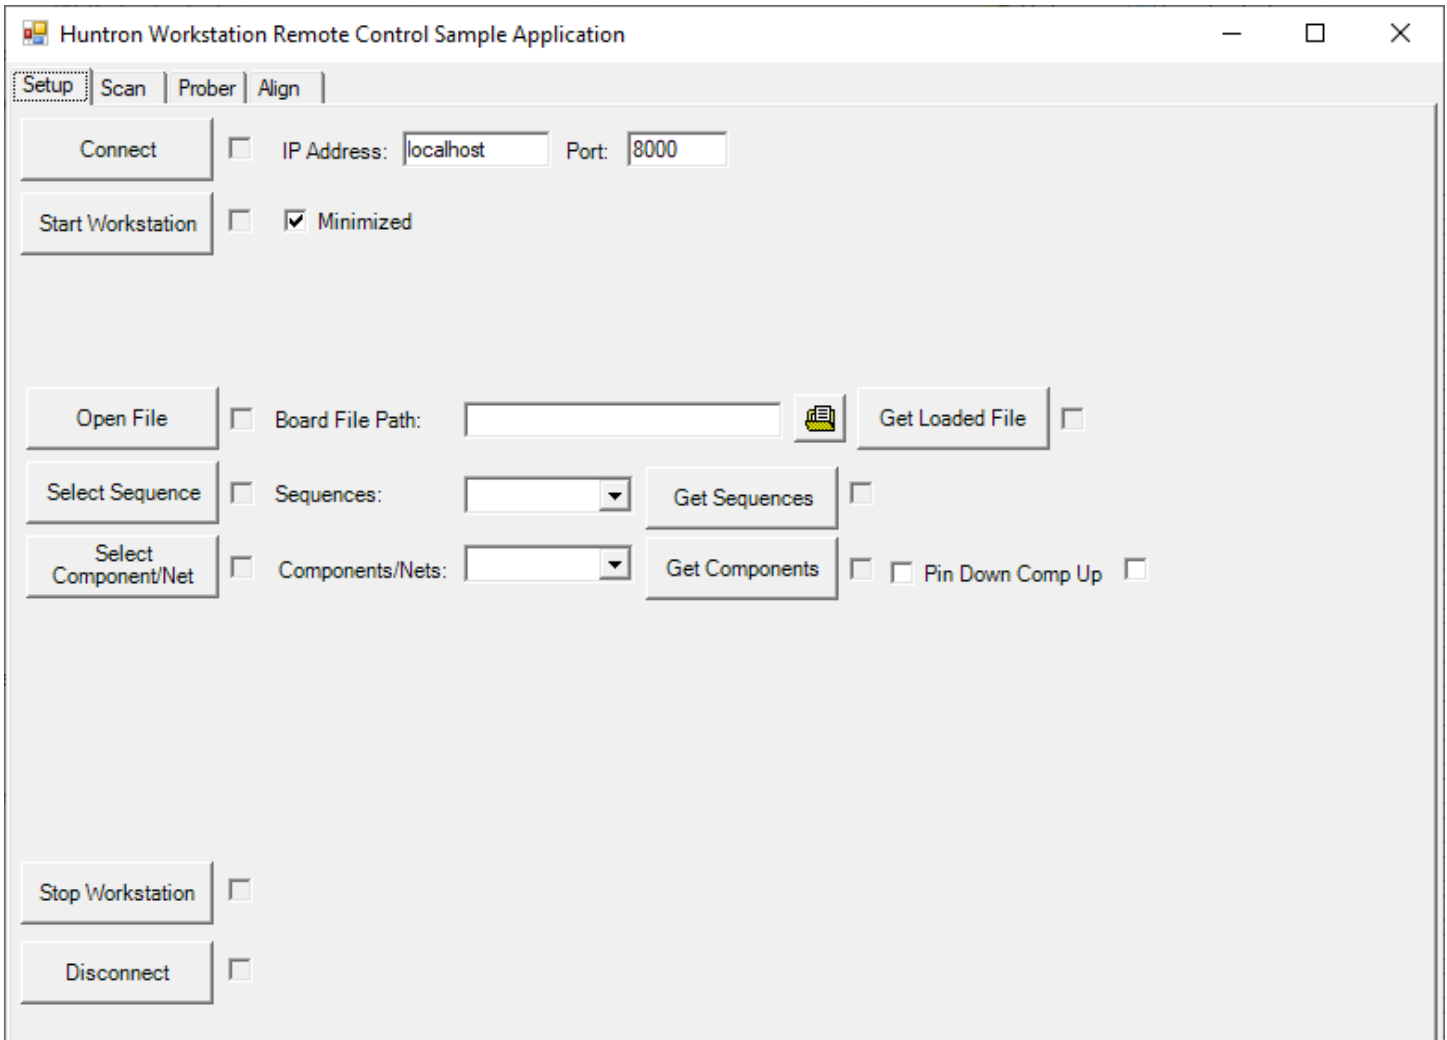 Huntron Workstation Remote Control Sample Application
Setup Scan Prober Align
Connect IP Address: localhost Port: 8000
Start Workstation Minimized
Open File Board File Path: Get Loaded File
Select Sequence Sequences: Get Sequences
Select
Component/Net Components/Nets: Get Components Pin Down Comp Up
Stop Workstation
Disconnect